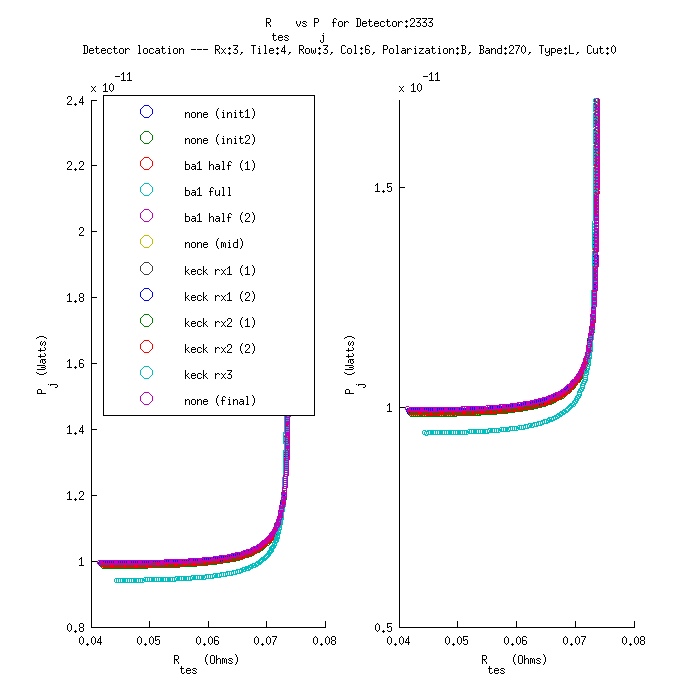 R    vs P  for Detector:2333
tes    j
Detector location --- Rx:3, Tile:4, Row:3, Col:6, Polarization:B, Band:270, Type:L, Cut:0
x 10^-11
2.4
2.2
2
1.8
1.6
1.4
1.2
1
0.8
P_j (Watts)
none (init1)
none (init2)
ba1 half (1)
ba1 full
ba1 half (2)
none (mid)
keck rx1 (1)
keck rx1 (2)
keck rx2 (1)
keck rx2 (2)
keck rx3
none (final)
0.04 0.05 0.06 0.07 0.08
R_tes (Ohms)
x 10^-11
1.5
1
0.5
P_j (Watts)
0.04 0.05 0.06 0.07 0.08
R_tes (Ohms)